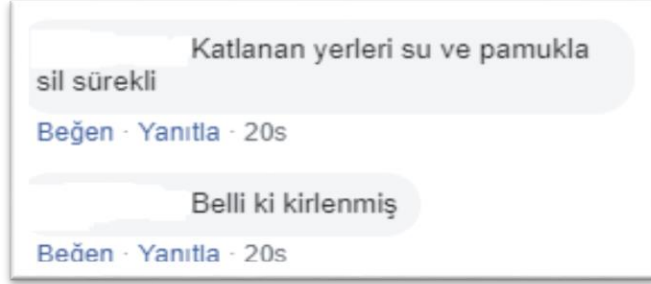 Katlanan yerleri su ve pamukla
sil sürekli
Beğen · Yanıtla · 20s
Belli ki kirlenmiş
Beğen · Yanıtla · 20s